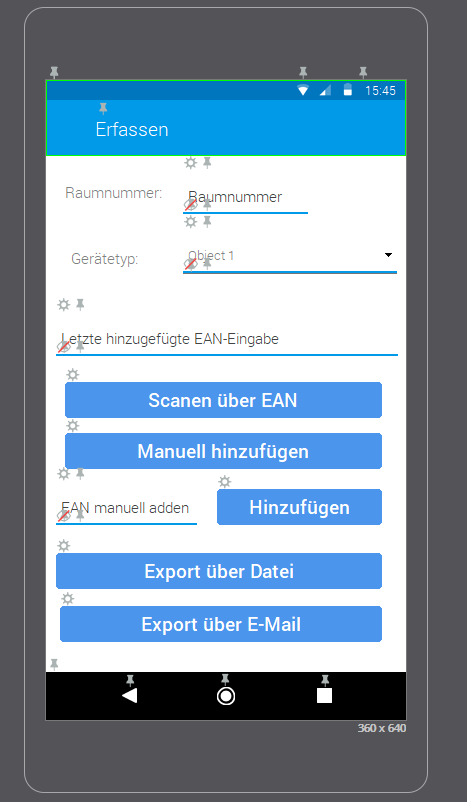 15:45
Erfassen
Raumnummer: Raumnummer
Gerätetyp: Object 1
Letzte hinzugefügte EAN-Eingabe
Scanen über EAN
Manuell hinzufügen
EAN manuell adden Hinzufügen
Export über Datei
Export über E-Mail
360 x 640